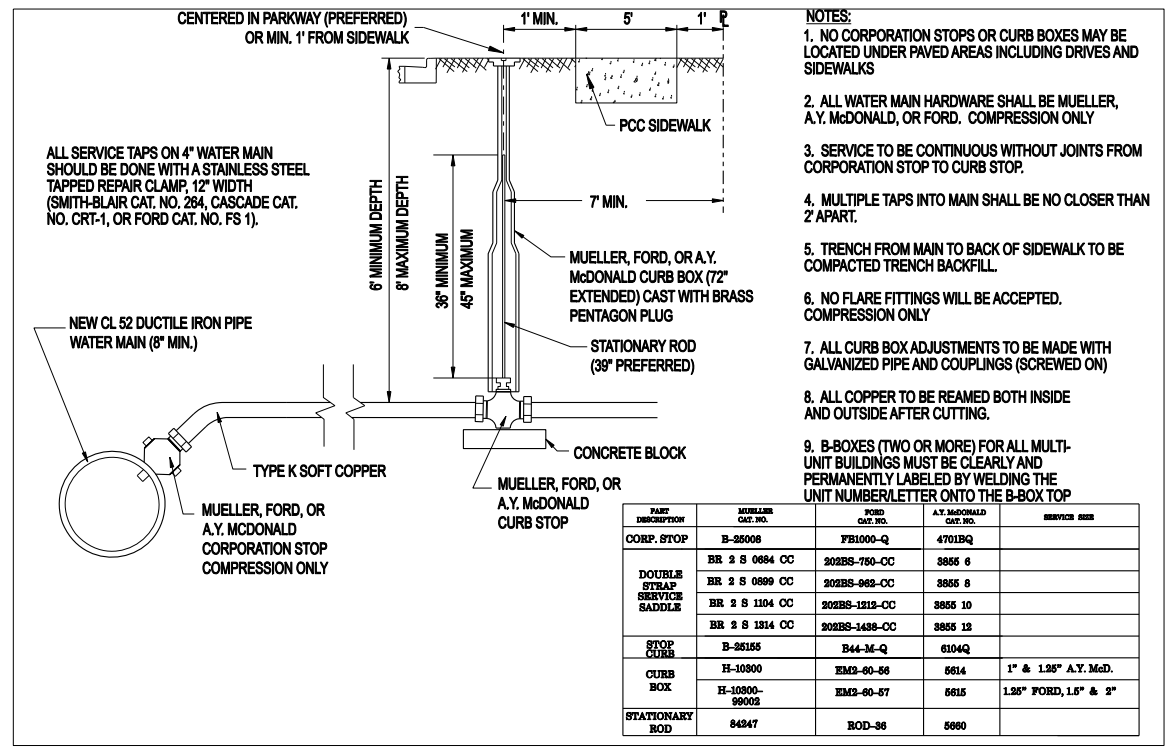 CENTERED IN PARKWAY (PREFERRED)
OR MIN. 1' FROM SIDEWALK
1' MIN.
5'
1'
PL
PCC SIDEWALK
ALL SERVICE TAPS ON 4" WATER MAIN
SHOULD BE DONE WITH A STAINLESS STEEL
TAPPED REPAIR CLAMP, 12" WIDTH
(SMITH-BLAIR CAT. NO. 264, CASCADE CAT.
NO. CRT-1, OR FORD CAT. NO. FS 1).
6' MINIMUM DEPTH
8' MAXIMUM DEPTH
36" MINIMUM
45" MAXIMUM
7' MIN.
MUELLER, FORD, OR A.Y.
McDONALD CURB BOX (72"
EXTENDED) CAST WITH BRASS
PENTAGON PLUG
STATIONARY ROD
(39" PREFERRED)
NEW CL 52 DUCTILE IRON PIPE
WATER MAIN (8" MIN.)
TYPE K SOFT COPPER
CONCRETE BLOCK
MUELLER, FORD, OR
A.Y. McDONALD
CURB STOP
MUELLER, FORD, OR
A.Y. MCDONALD
CORPORATION STOP
COMPRESSION ONLY
NOTES:
1. NO CORPORATION STOPS OR CURB BOXES MAY BE
LOCATED UNDER PAVED AREAS INCLUDING DRIVES AND
SIDEWALKS
2. ALL WATER MAIN HARDWARE SHALL BE MUELLER,
A.Y. McDONALD, OR FORD. COMPRESSION ONLY
3. SERVICE TO BE CONTINUOUS WITHOUT JOINTS FROM
CORPORATION STOP TO CURB STOP.
4. MULTIPLE TAPS INTO MAIN SHALL BE NO CLOSER THAN
2' APART.
5. TRENCH FROM MAIN TO BACK OF SIDEWALK TO BE
COMPACTED TRENCH BACKFILL.
6. NO FLARE FITTINGS WILL BE ACCEPTED.
COMPRESSION ONLY
7. ALL CURB BOX ADJUSTMENTS TO BE MADE WITH
GALVANIZED PIPE AND COUPLINGS (SCREWED ON)
8. ALL COPPER TO BE REAMED BOTH INSIDE
AND OUTSIDE AFTER CUTTING.
9. B-BOXES (TWO OR MORE) FOR ALL MULTI-
UNIT BUILDINGS MUST BE CLEARLY AND
PERMANENTLY LABELED BY WELDING THE
UNIT NUMBER/LETTER ONTO THE B-BOX TOP
PART DESCRIPTION MUELLER CAT. NO. FORD CAT. NO. A.Y. McDONALD CAT. NO. SERVICE SIZE
CORP. STOP B-25008 FB1000-Q 4701BQ
DOUBLE STRAP SERVICE SADDLE BR 2 S 0684 CC 202BS-750-CC 3855 6
BR 2 S 0899 CC 202BS-962-CC 3855 8
BR 2 S 1104 CC 202BS-1212-CC 3855 10
BR 2 S 1314 CC 202BS-1438-CC 3855 12
STOP CURB B-25155 B44-M-Q 6104Q
CURB BOX H-10300 EM2-60-56 5614 1" & 1.25" A.Y. McD.
H-10300-99002 EM2-60-57 5615 1.25" FORD, 1.5" & 2"
STATIONARY ROD 84247 ROD-36 5660